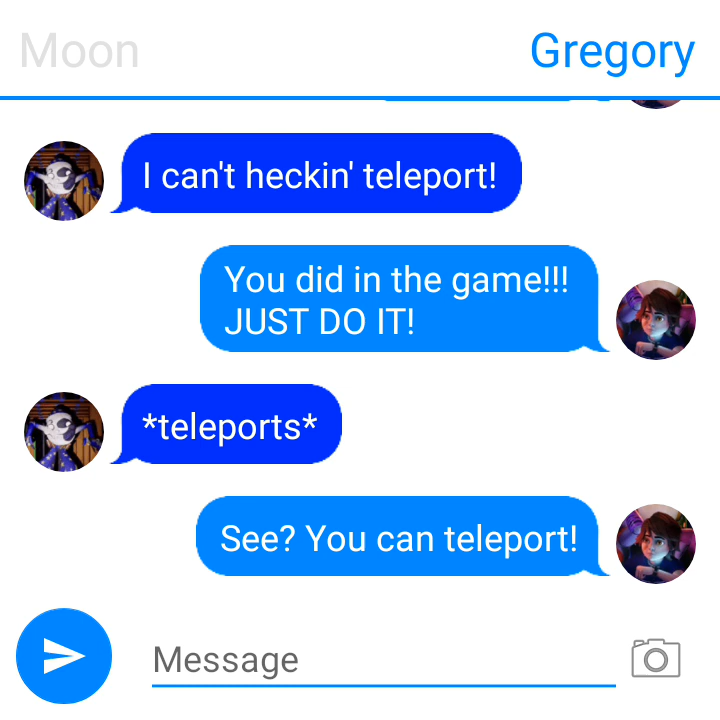 Moon
Gregory
I can't heckin' teleport!
You did in the game!!!
JUST DO IT!
*teleports*
See? You can teleport!
Message